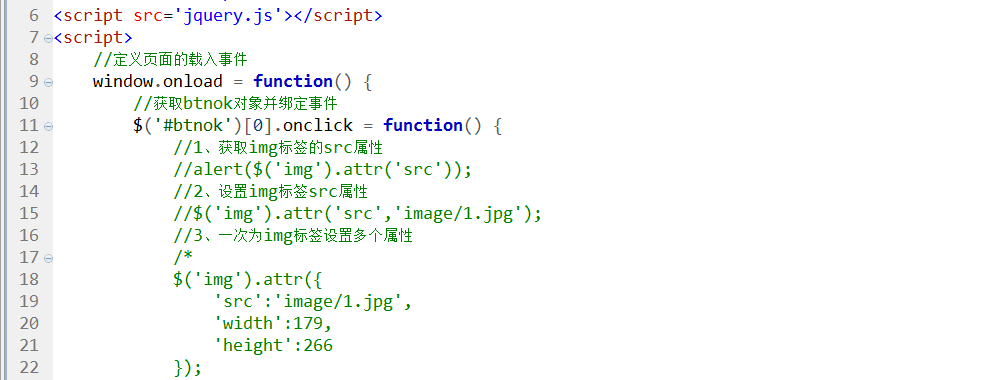 6 <script src='jquery.js'></script>
7 <script>
8 //定义页面的载入事件
9 window.onload = function() {
10 //获取btnok对象并绑定事件
11 $('#btnok')[0].onclick = function() {
12 //1、获取img标签的src属性
13 //alert($('img').attr('src'));
14 //2、设置img标签src属性
15 //$('img').attr('src','image/1.jpg');
16 //3、一次为img标签设置多个属性
17 /*
18 $('img').attr({
19 'src':'image/1.jpg',
20 'width':179,
21 'height':266
22 });